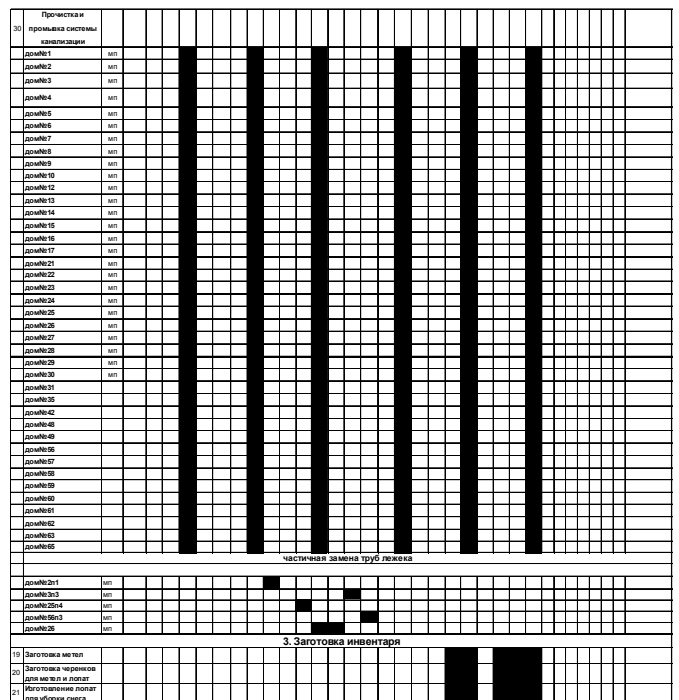 Прочистка и
30 промывка системы
канализации
дом№1 мп
дом№2 мп
дом№3 мп
дом№4 мп
дом№5 мп
дом№6 мп
дом№7 мп
дом№8 мп
дом№9 мп
дом№10 мп
дом№12 мп
дом№13 мп
дом№14 мп
дом№15 мп
дом№16 мп
дом№17 мп
дом№21 мп
дом№22 мп
дом№23 мп
дом№24 мп
дом№25 мп
дом№26 мп
дом№27 мп
дом№28 мп
дом№29 мп
дом№30 мп
дом№31
дом№35
дом№42
дом№48
дом№49
дом№56
дом№57
дом№58
дом№59
дом№60
дом№61
дом№62
дом№63
дом№65
частичная замена труб лежека
дом№2п1 мп
дом№3п3 мп
дом№25п4 мп
дом№56п3 мп
дом№26 мп
3. Заготовка инвентаря
19 Заготовка метел
20 Заготовка черенков
для метел и лопат
21 Изготовление лопат
для уборки снега